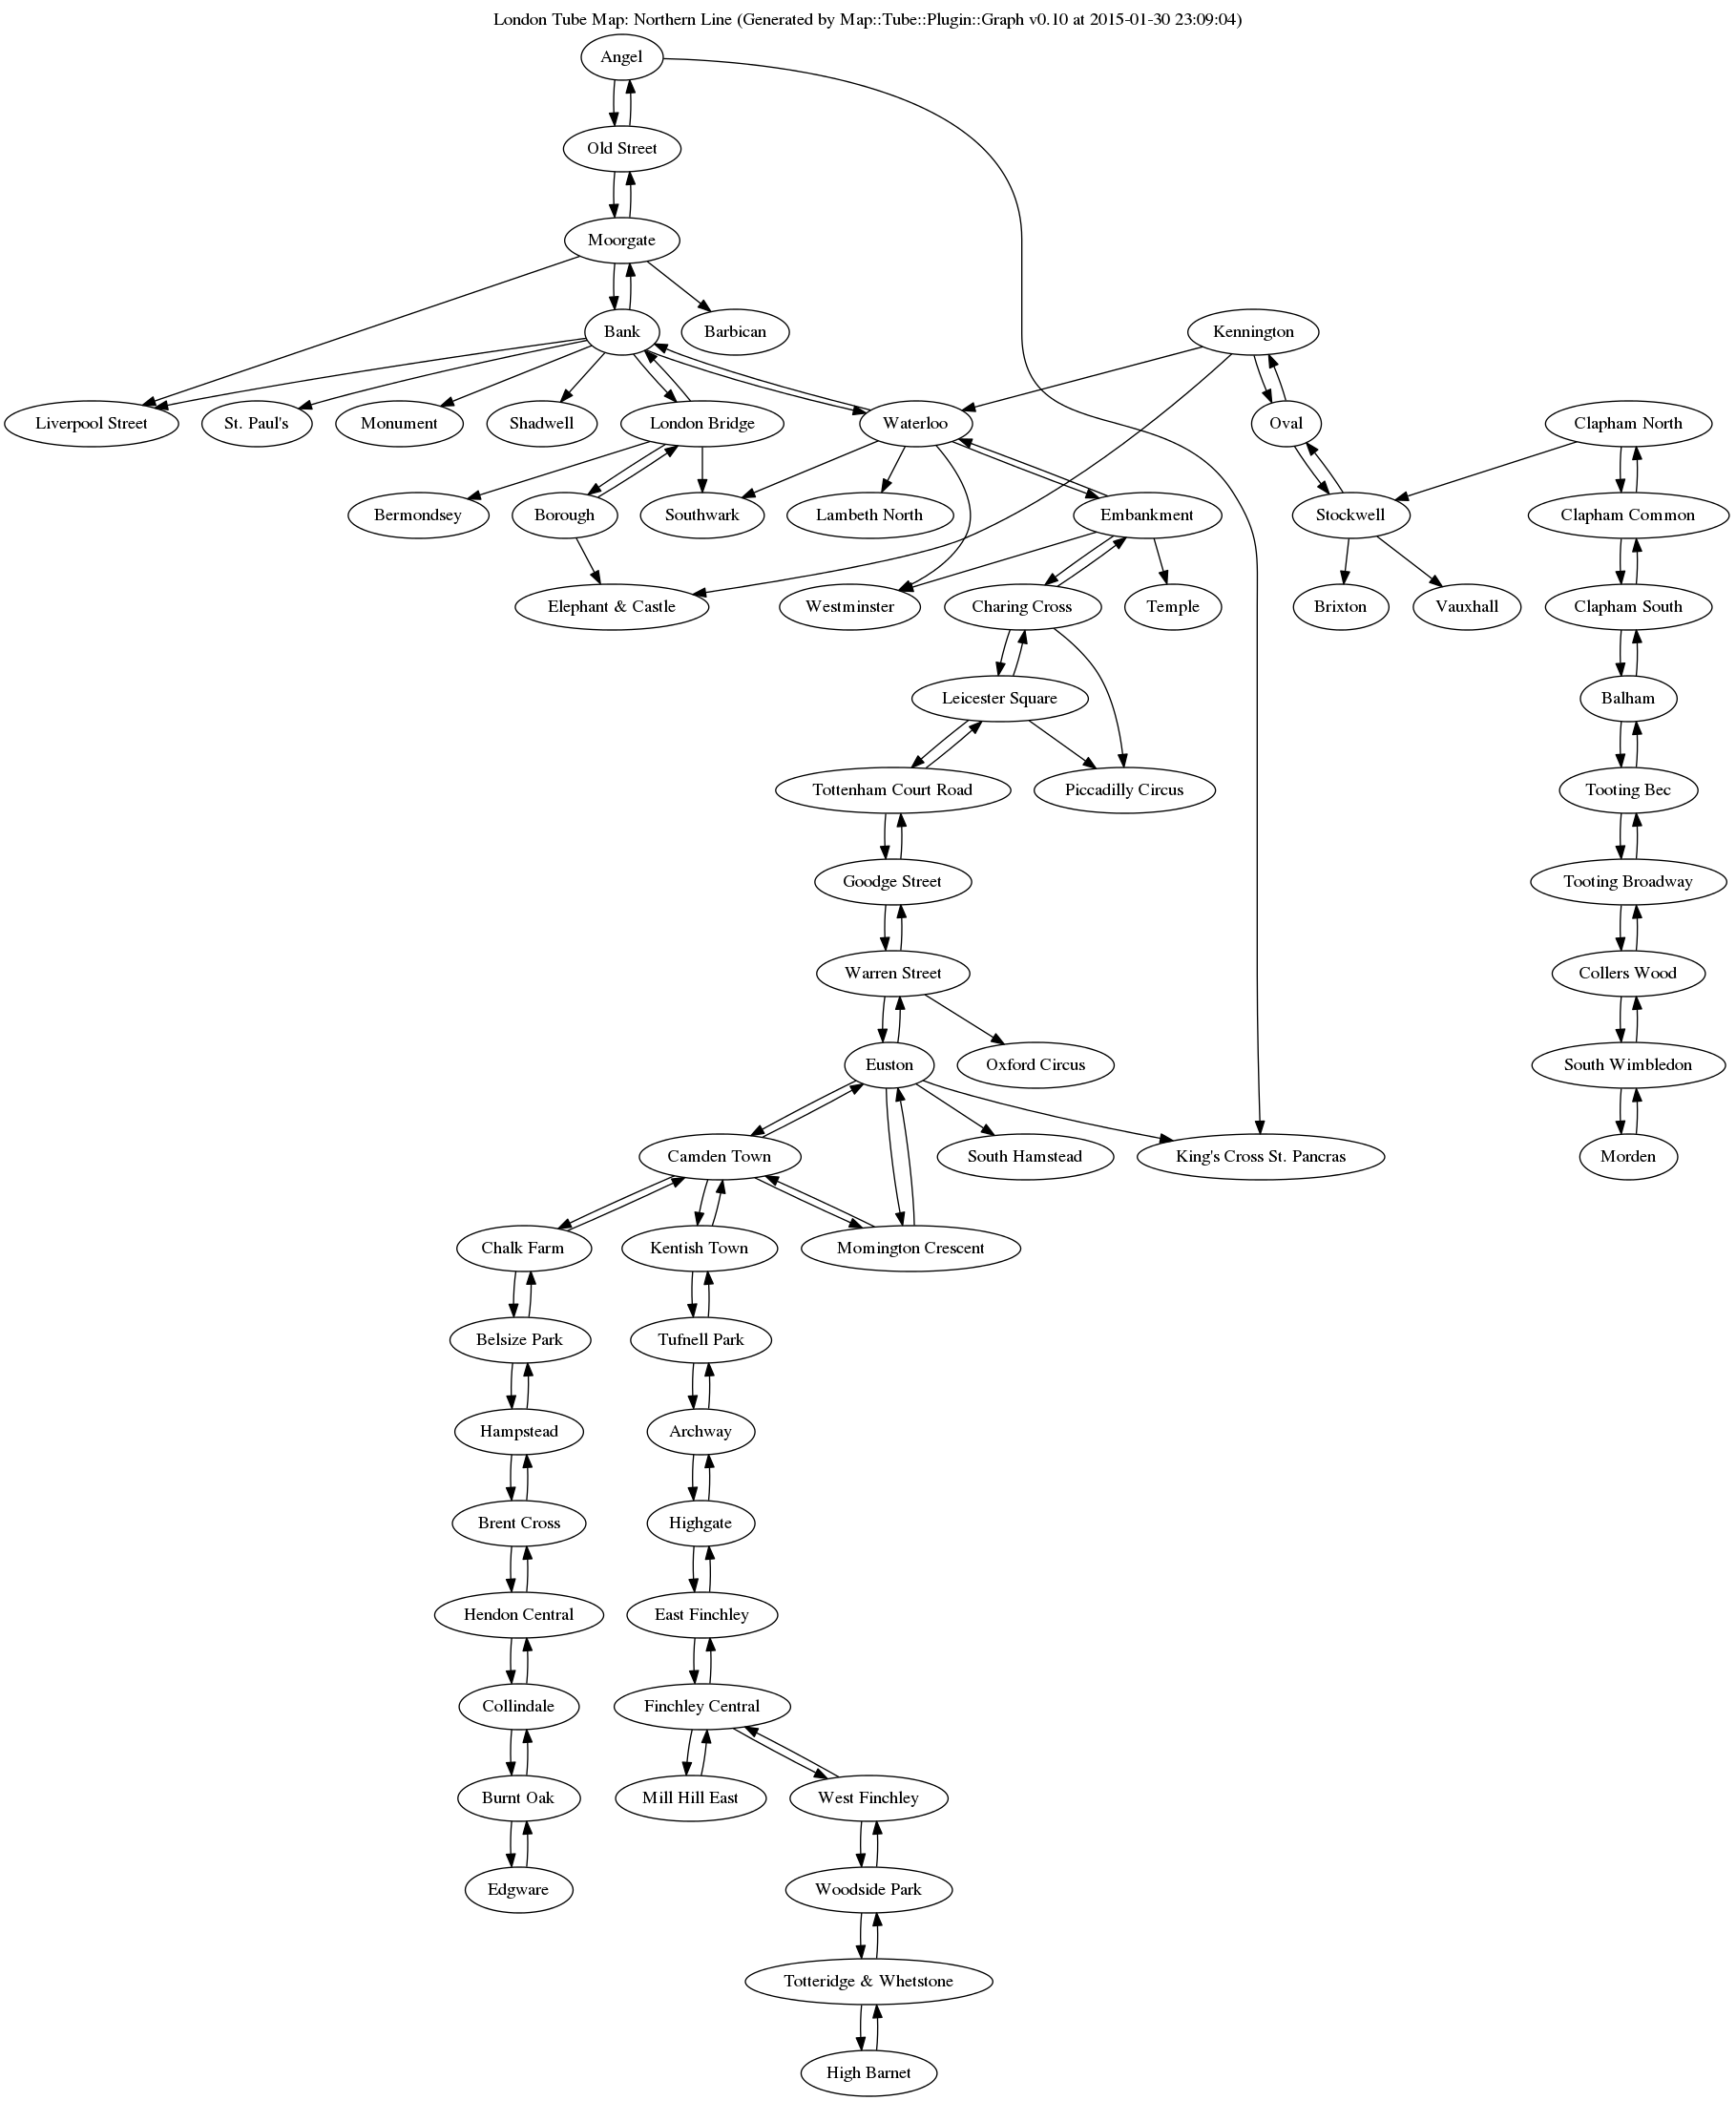 London Tube Map: Northern Line (Generated by Map::Tube::Plugin::Graph v0.10 at 2015-01-30 23:09:04)
Angel
Old Street
Moorgate
Bank
Barbican
Kennington
Liverpool Street
St. Paul's
Monument
Shadwell
London Bridge
Waterloo
Oval
Clapham North
Bermondsey
Borough
Southwark
Lambeth North
Embankment
Stockwell
Clapham Common
Elephant & Castle
Westminster
Charing Cross
Temple
Brixton
Vauxhall
Clapham South
Leicester Square
Balham
Tottenham Court Road
Piccadilly Circus
Tooting Bec
Goodge Street
Tooting Broadway
Warren Street
Collers Wood
Euston
Oxford Circus
South Wimbledon
Camden Town
South Hamstead
King's Cross St. Pancras
Morden
Chalk Farm
Kentish Town
Momington Crescent
Belsize Park
Tufnell Park
Hampstead
Archway
Brent Cross
Highgate
Hendon Central
East Finchley
Collindale
Finchley Central
Burnt Oak
Mill Hill East
West Finchley
Edgware
Woodside Park
Totteridge & Whetstone
High Barnet